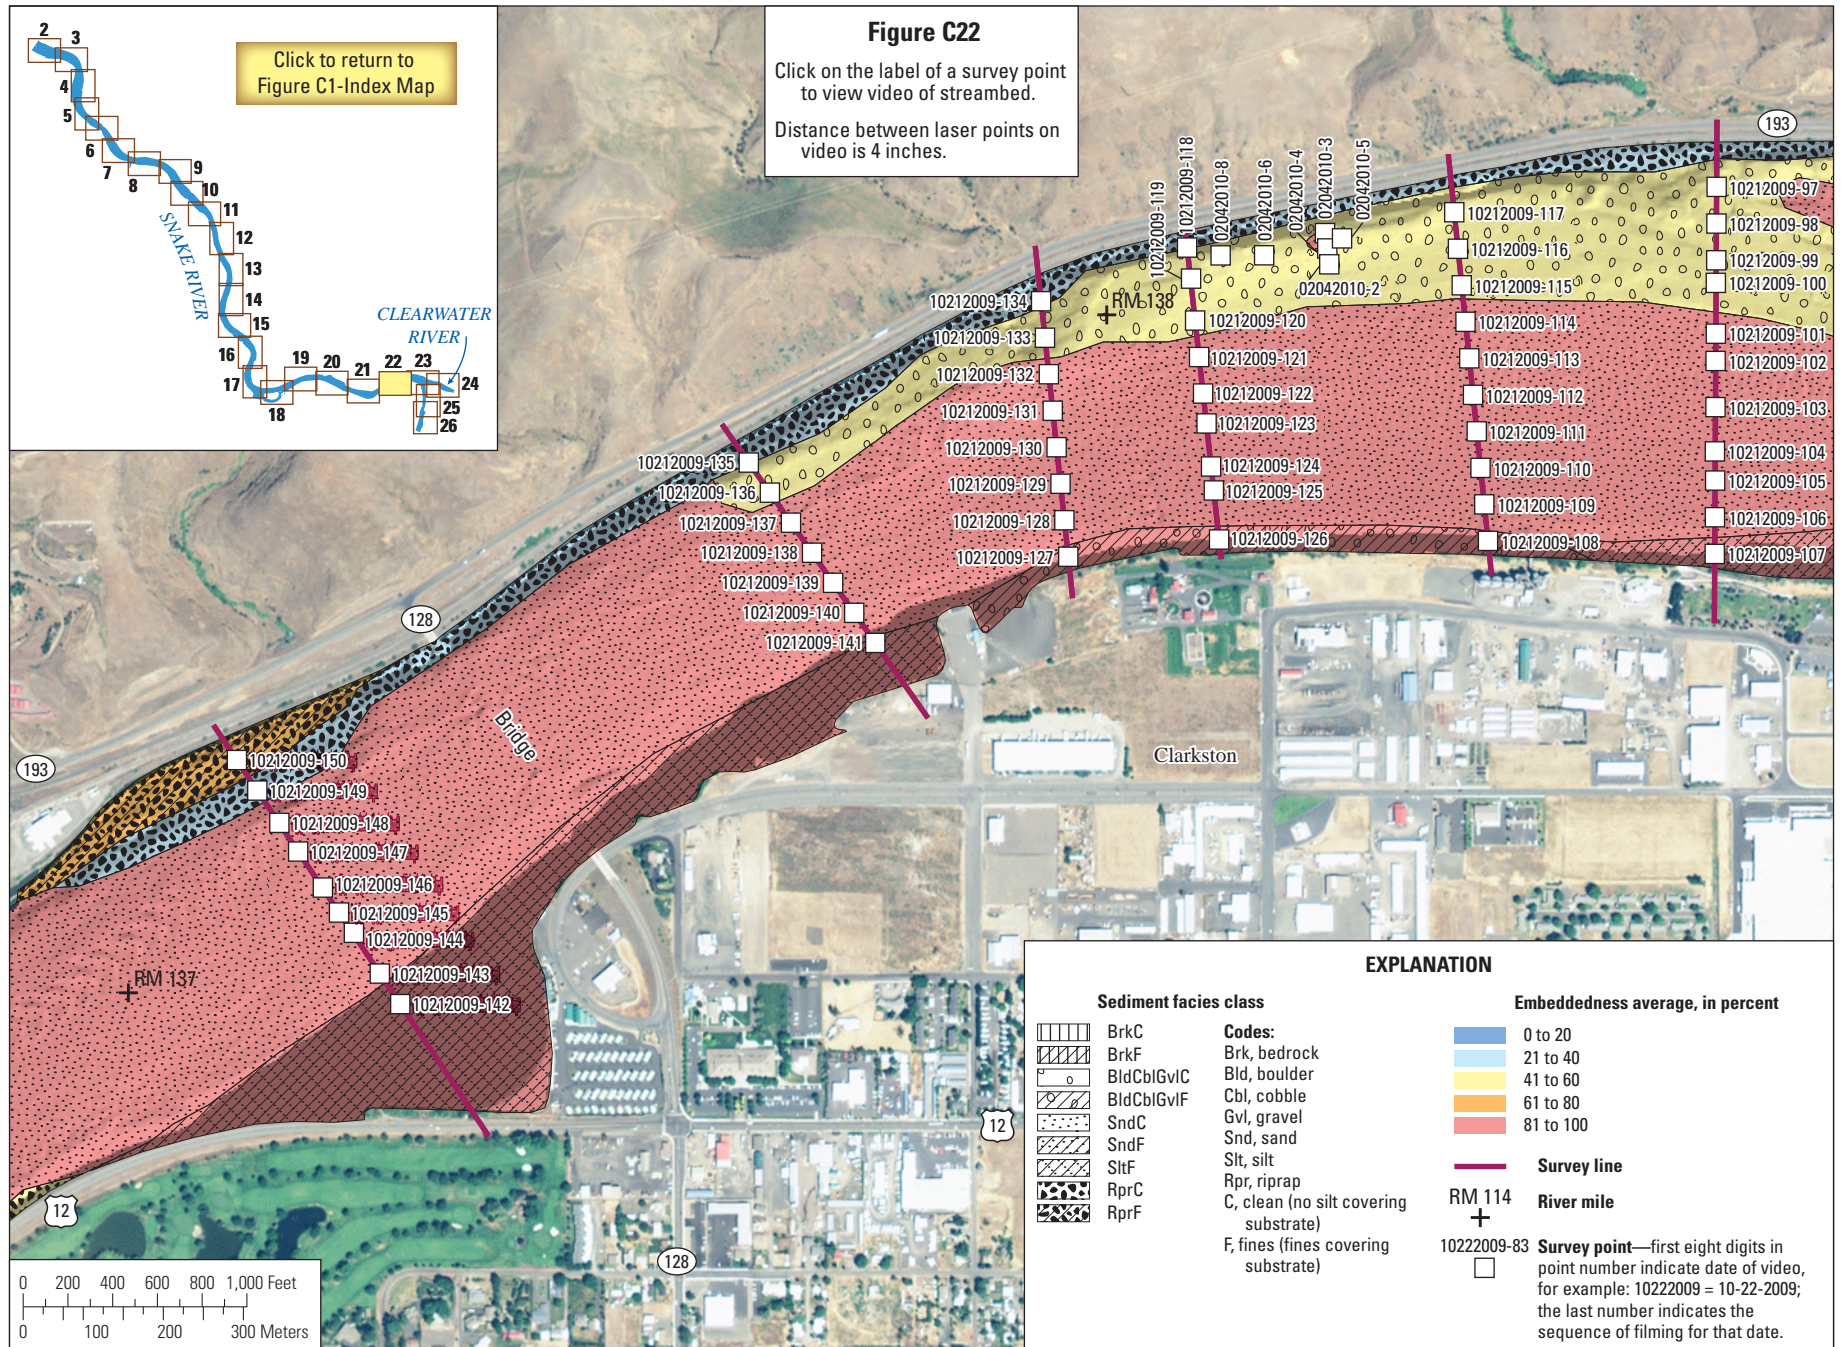 Figure C22
Click on the label of a survey point
to view video of streambed.
Distance between laser points on
video is 4 inches.
Click to return to
Figure C1-Index Map
2
3
4
5
6
7
8
9
10
11
12
13
14
15
16
17
18
19
20
21
22
23
24
25
26
SNAKE RIVER
CLEARWATER
RIVER
193
10212009-119
10212009-118
02042010-8
02042010-6
02042010-4
02042010-3
02042010-5
02042010-2
10212009-97
10212009-98
10212009-99
10212009-100
10212009-101
10212009-102
10212009-103
10212009-104
10212009-105
10212009-106
10212009-107
10212009-117
10212009-116
10212009-115
10212009-114
10212009-113
10212009-112
10212009-111
10212009-110
10212009-109
10212009-108
RM 138
10212009-120
10212009-121
10212009-122
10212009-123
10212009-124
10212009-125
10212009-126
10212009-134
10212009-133
10212009-132
10212009-131
10212009-130
10212009-129
10212009-128
10212009-127
10212009-135
10212009-136
10212009-137
10212009-138
10212009-139
10212009-140
10212009-141
128
Bridge
193
10212009-150
10212009-149
10212009-148
10212009-147
10212009-146
10212009-145
10212009-144
10212009-143
10212009-142
RM 137
Clarkston
12
12
128
0 200 400 600 800 1,000 Feet
0 100 200 300 Meters
EXPLANATION
Sediment facies class
BrkC
BrkF
BldCblGvlC
BldCblGvlF
SndC
SndF
SltF
RprC
RprF
Codes:
Brk, bedrock
Bld, boulder
Cbl, cobble
Gvl, gravel
Snd, sand
Slt, silt
Rpr, riprap
C, clean (no silt covering
substrate)
F, fines (fines covering
substrate)
Embeddedness average, in percent
0 to 20
21 to 40
41 to 60
61 to 80
81 to 100
Survey line
RM 114
River mile
10222009-83
Survey point—first eight digits in
point number indicate date of video,
for example: 10222009 = 10-22-2009;
the last number indicates the
sequence of filming for that date.